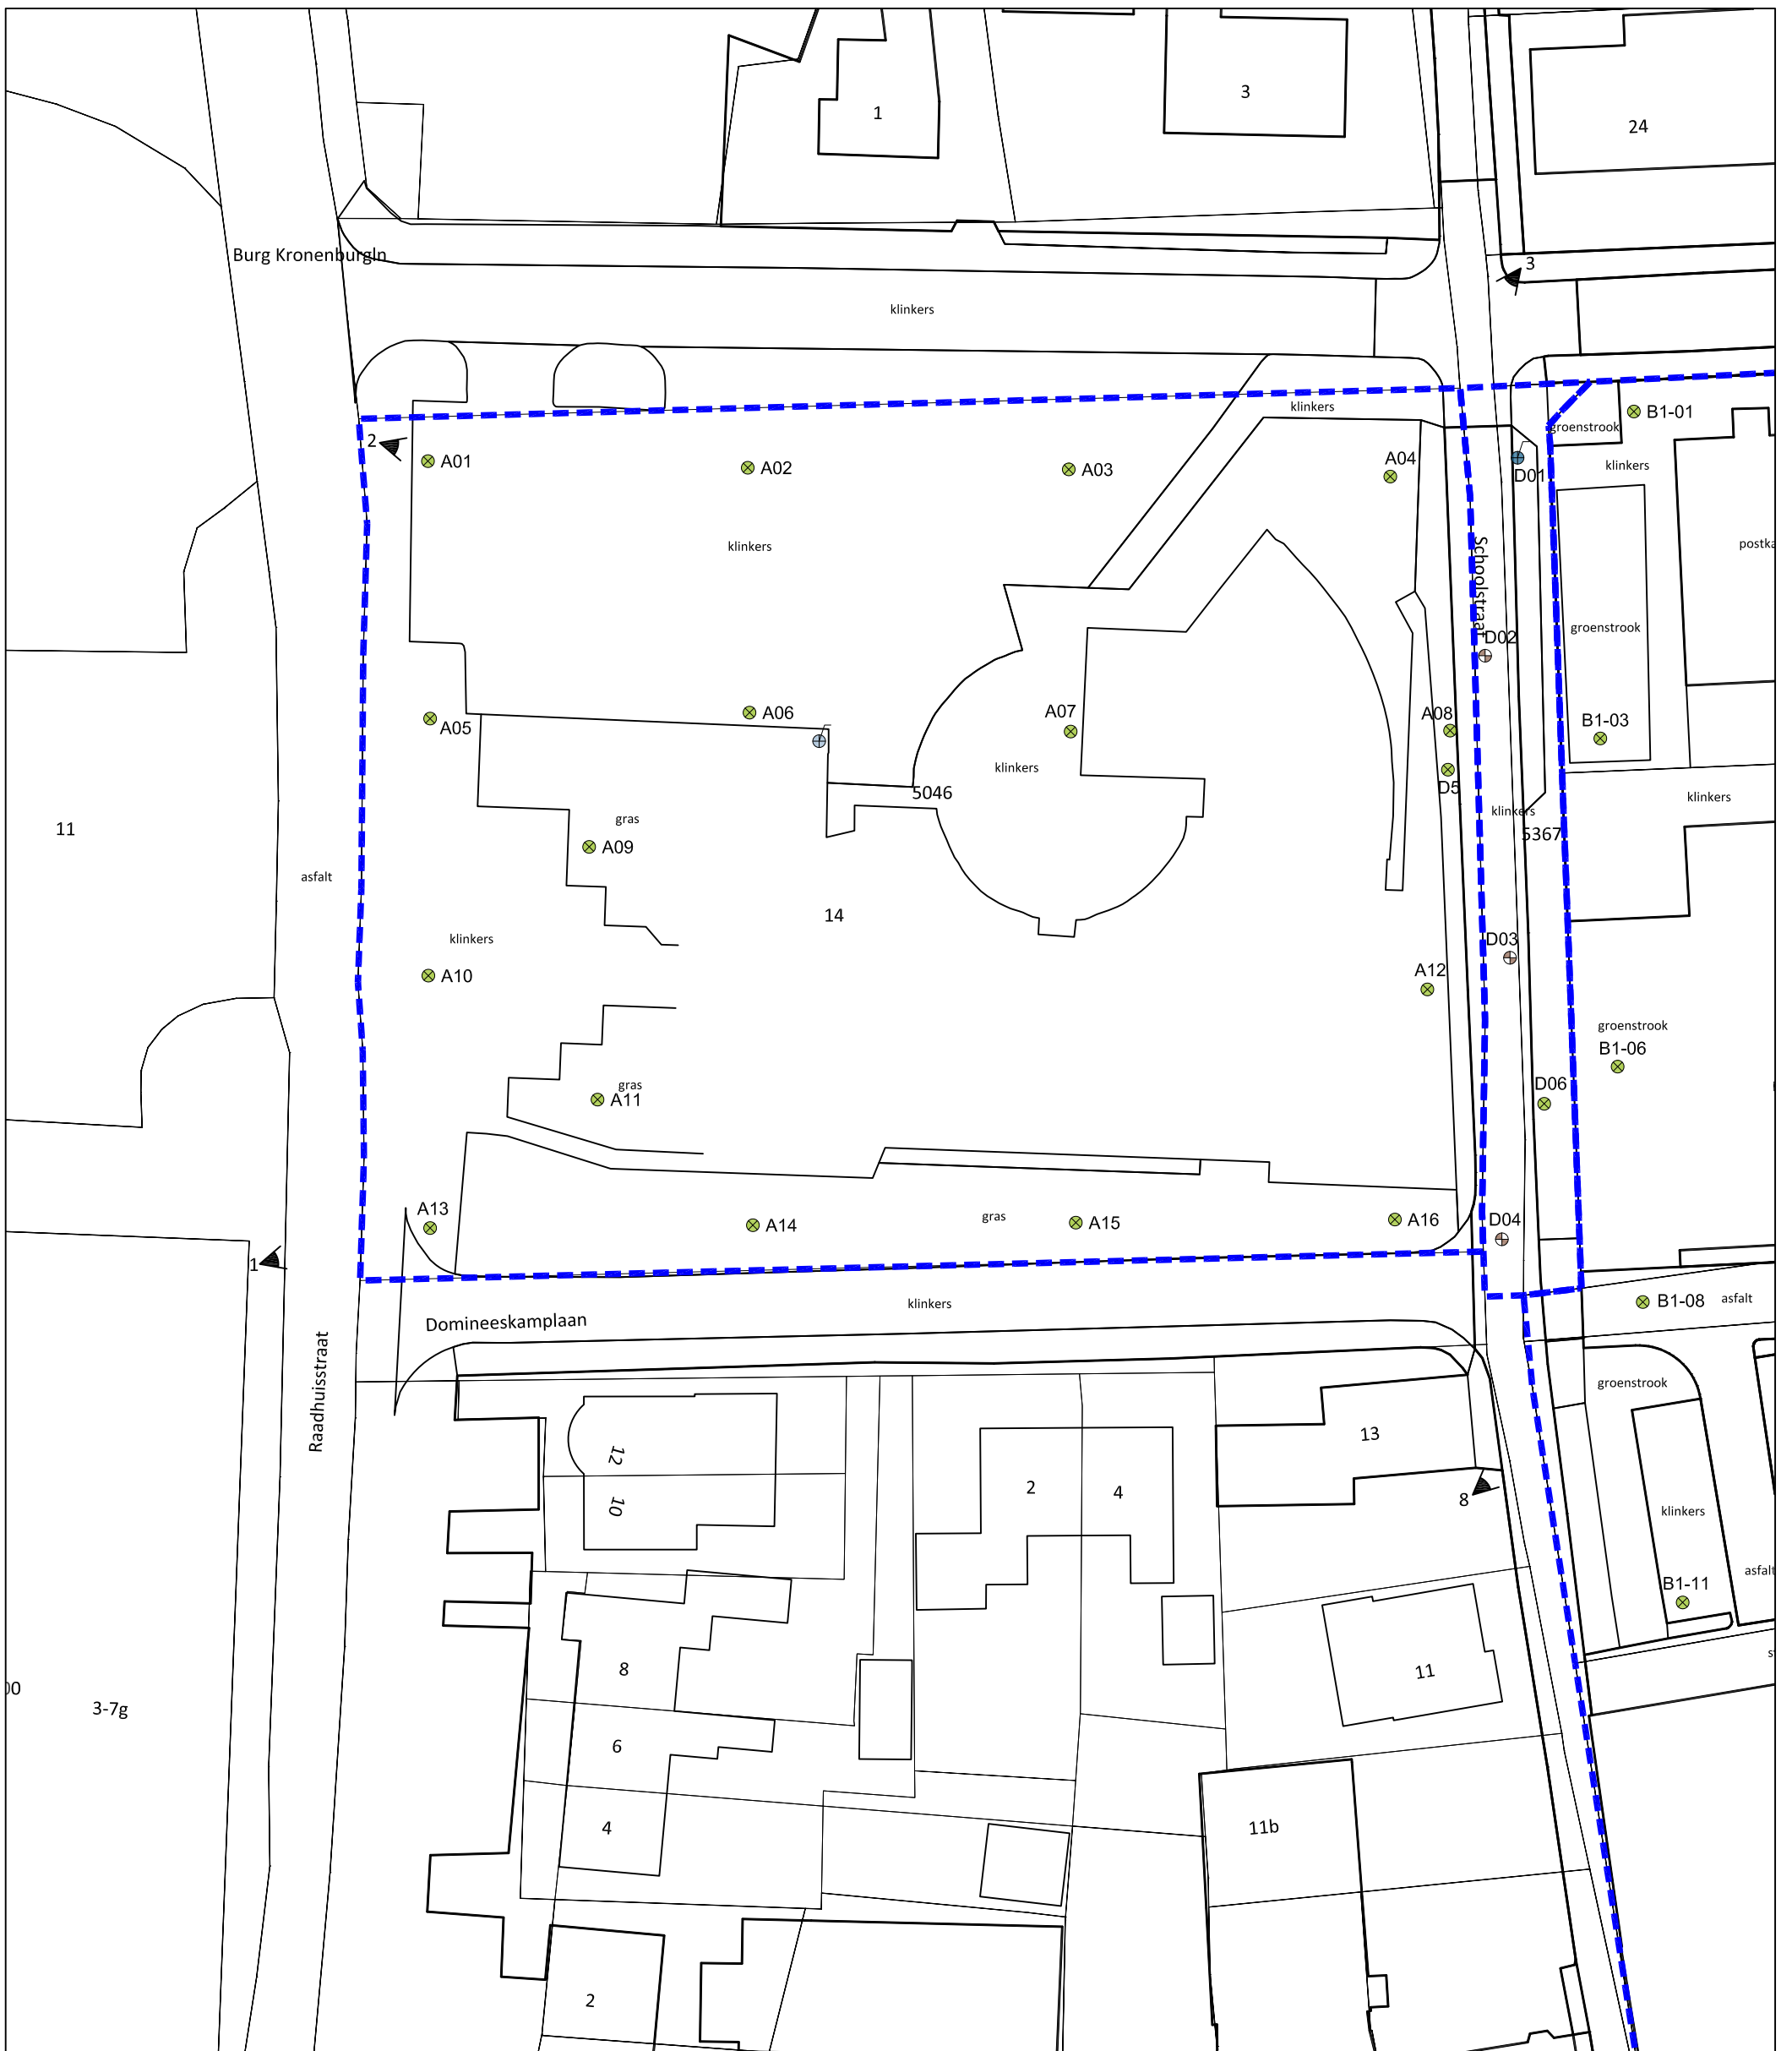 1
3
24
Burg Kronenburgln
3
klinkers
klinkers
B1-01
groenstrook
2
A01
A02
A03
A04
D01
klinkers
klinkers
Schoolstraat
groenstrook
D02
A05
A06
A07
A08
B1-03
klinkers
D5
5046
klinkers
klinkers
11
gras
A09
5367
asfalt
14
klinkers
D03
A10
A12
groenstrook
B1-06
gras
A11
D06
A13
A14
gras
A15
A16
D04
1
klinkers
B1-08
asfalt
Domineeskamplaan
Raadhuisstraat
groenstrook
12
13
10
2
4
8
klinkers
asfalt
B1-11
8
11
3-7g
6
4
11b
2